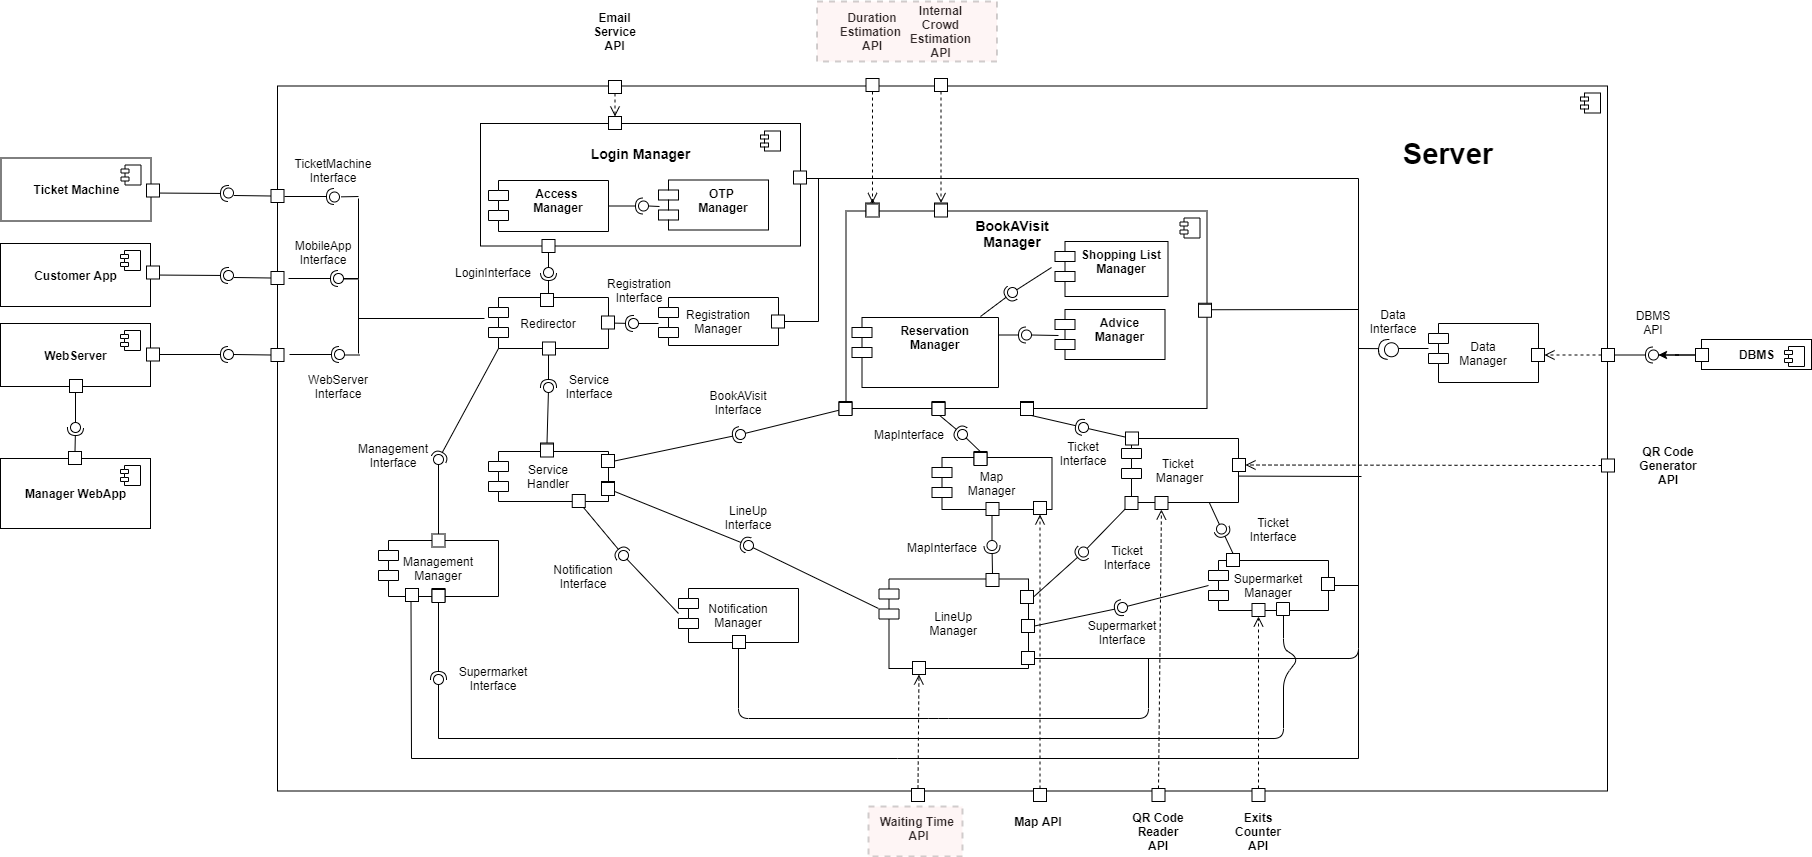 Email
Service
API
Duration
Estimation
API
Internal
Crowd
Estimation
API
Server
Login Manager
Access
Manager
OTP
Manager
Ticket Machine
TicketMachine
Interface
Customer App
MobileApp
Interface
WebServer
WebServer
Interface
Manager WebApp
LoginInterface
Redirector
Registration
Interface
Registration
Manager
BookAVisit
Manager
Shopping List
Manager
Reservation
Manager
Advice
Manager
Data
Interface
Data
Manager
DBMS
API
DBMS
Service
Interface
BookAVisit
Interface
Management
Interface
Service
Handler
MapInterface
Map
Manager
Ticket
Interface
Ticket
Manager
QR Code
Generator
API
LineUp
Interface
Notification
Interface
MapInterface
Ticket
Interface
Ticket
Interface
Management
Manager
Notification
Manager
LineUp
Manager
Supermarket
Interface
Supermarket
Manager
Supermarket
Interface
Waiting Time
API
Map API
QR Code
Reader
API
Exits
Counter
API